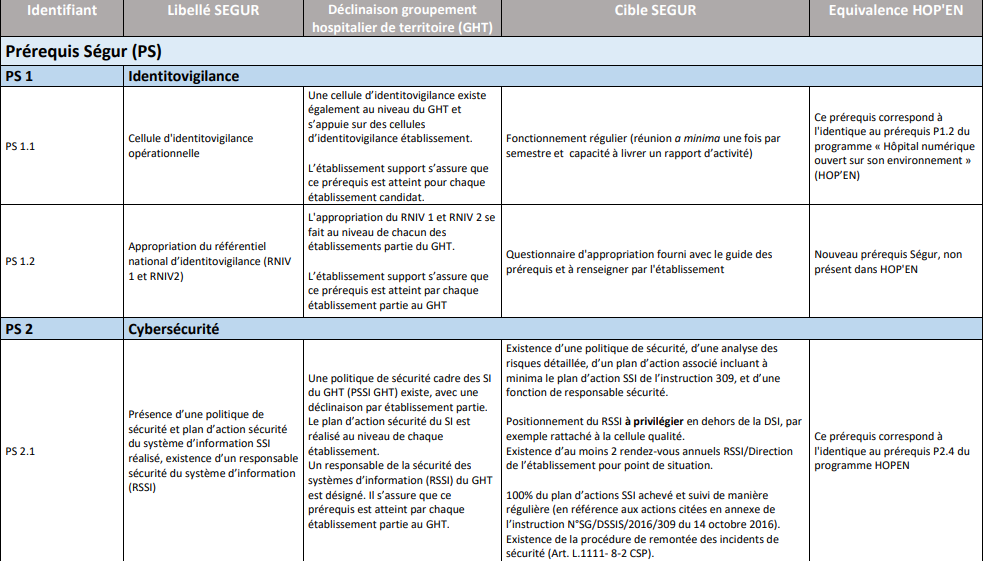 Identifiant
Libellé SEGUR
Déclinaison groupement
hospitalier de territoire (GHT)
Cible SEGUR
Equivalence HOP'EN
Prérequis Ségur (PS)
PS 1
Identitovigilance
PS 1.1
Cellule d'identitovigilance
opérationnelle
Une cellule d'identitovigilance existe
également au niveau du GHT et
s'appuie sur des cellules
d'identitovigilance établissement.
L'établissement support s'assure que
ce prérequis est atteint pour chaque
établissement candidat.
Fonctionnement régulier (réunion a minima une fois par
semestre et capacité à livrer un rapport d'activité)
Ce prérequis correspond à
l'identique au prérequis P1.2 du
programme « Hôpital numérique
ouvert sur son environnement »
(HOP'EN)
PS 1.2
Appropriation du référentiel
national d'identitovigilance (RNIV
1 et RNIV2)
L'appropriation du RNIV 1 et RNIV 2 se
fait au niveau de chacun des
établissements partie du GHT.
L'établissement support s'assure que
ce prérequis est atteint par chaque
établissement partie au GHT
Questionnaire d'appropriation fourni avec le guide des
prérequis et à renseigner par l'établissement
Nouveau prérequis Ségur, non
présent dans HOP'EN
PS 2
Cybersécurité
PS 2.1
Présence d'une politique de
sécurité et plan d'action sécurité
du système d'information SSI
réalisé, existence d'un responsable
sécurité du système d'information
(RSSI)
Une politique de sécurité cadre des SI
du GHT (PSSI GHT) existe, avec une
déclinaison par établissement partie.
Le plan d'action sécurité du SI est
réalisé au niveau de chaque
établissement.
Un responsable de la sécurité des
systèmes d'information (RSSI) du GHT
est désigné. Il s'assure que ce
prérequis est atteint par chaque
établissement partie au GHT.
Existence d'une politique de sécurité, d'une analyse des
risques détaillée, d'un plan d'action associé incluant à
minima le plan d'action SSI de l'instruction 309, et d'une
fonction de responsable sécurité.
Positionnement du RSSI à privilégier en dehors de la DSI, par
exemple rattaché à la cellule qualité.
Existence d'au moins 2 rendez-vous annuels RSSI/Direction
de l'établissement pour point de situation.
100% du plan d'actions SSI achevé et suivi de manière
régulière (en référence aux actions citées en annexe de
l'instruction N°SG/DSSIS/2016/309 du 14 octobre 2016).
Existence de la procédure de remontée des incidents de
sécurité (Art. L.1111- 8-2 CSP).
Ce prérequis correspond à
l'identique au prérequis P2.4 du
programme HOPEN